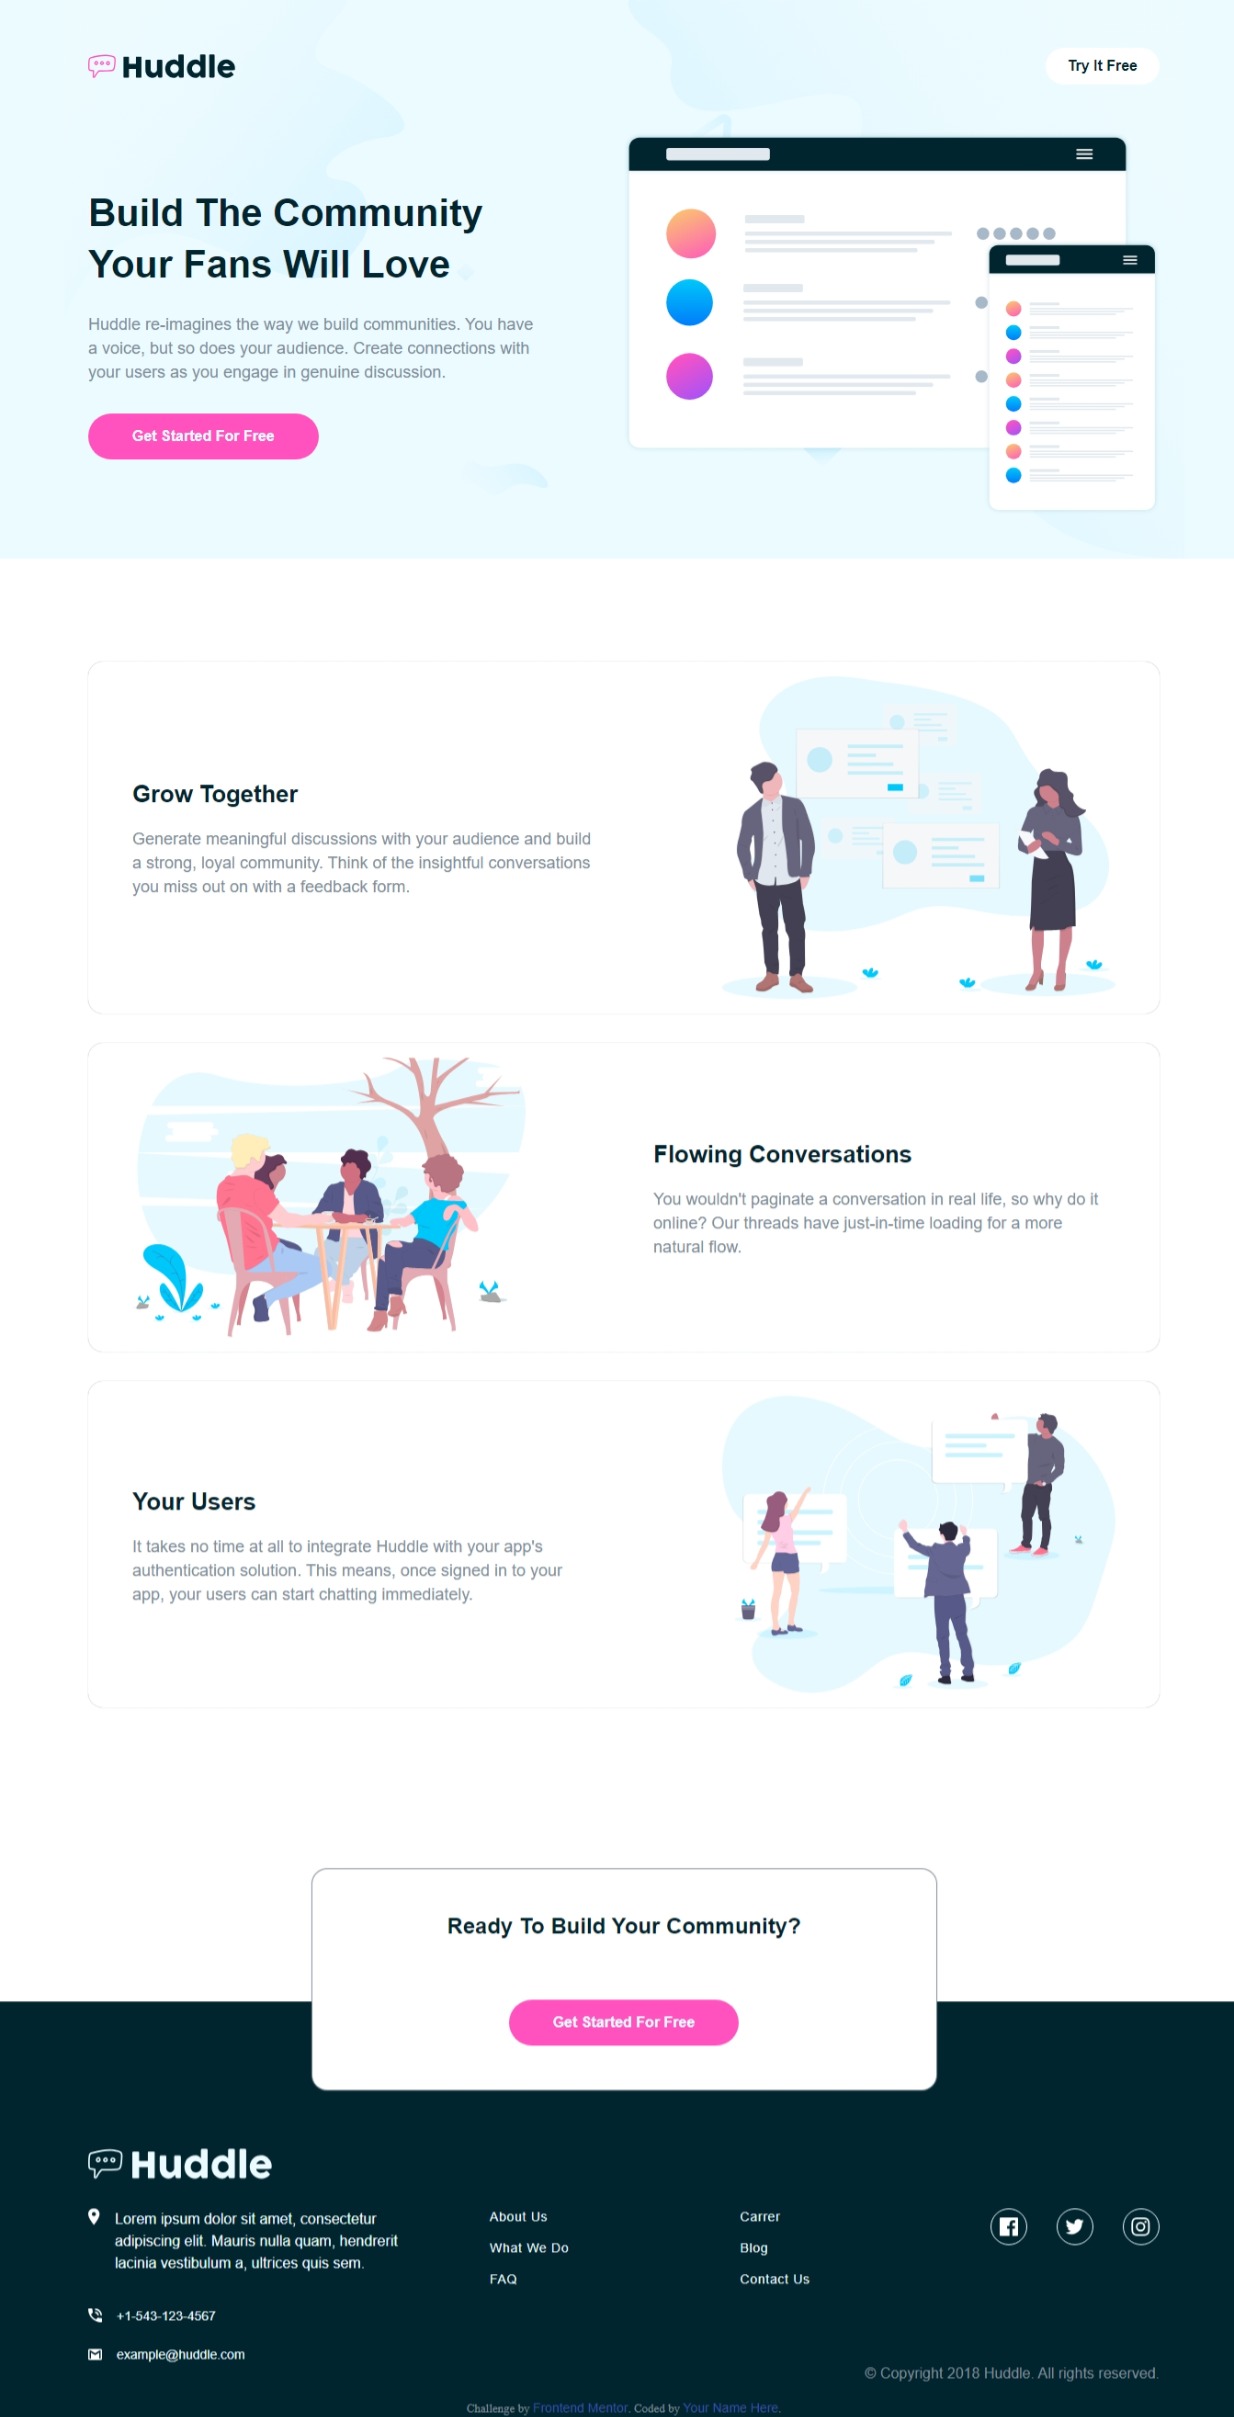 Huddle
Try It Free
Build The Community
Your Fans Will Love
Huddle re-imagines the way we build communities. You have
a voice, but so does your audience. Create connections with
your users as you engage in genuine discussion.
Get Started For Free
Grow Together
Generate meaningful discussions with your audience and build
a strong, loyal community. Think of the insightful conversations
you miss out on with a feedback form.
Flowing Conversations
You wouldn't paginate a conversation in real life, so why do it
online? Our threads have just-in-time loading for a more
natural flow.
Your Users
It takes no time at all to integrate Huddle with your app's
authentication solution. This means, once signed in to your
app, your users can start chatting immediately.
Ready To Build Your Community?
Get Started For Free
Huddle
Lorem ipsum dolor sit amet, consectetur
adipiscing elit. Mauris nulla quam, hendrerit
lacinia vestibulum a, ultrices quis sem.
+1-543-123-4567
example@huddle.com
About Us
What We Do
FAQ
Carrer
Blog
Contact Us
© Copyright 2018 Huddle. All rights reserved.
Challenge by Frontend Mentor. Coded by Your Name Here.